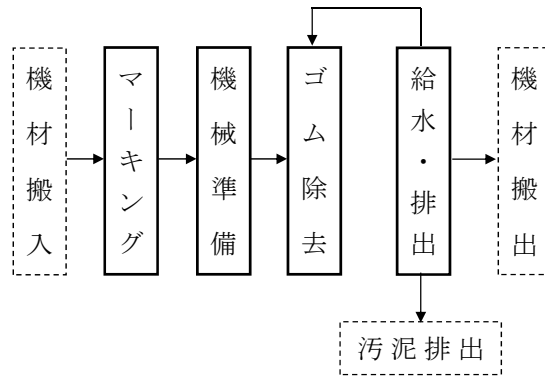 機材搬入
マーキング
機械準備
ゴム除去
給水・排出
機材搬出
汚泥排出